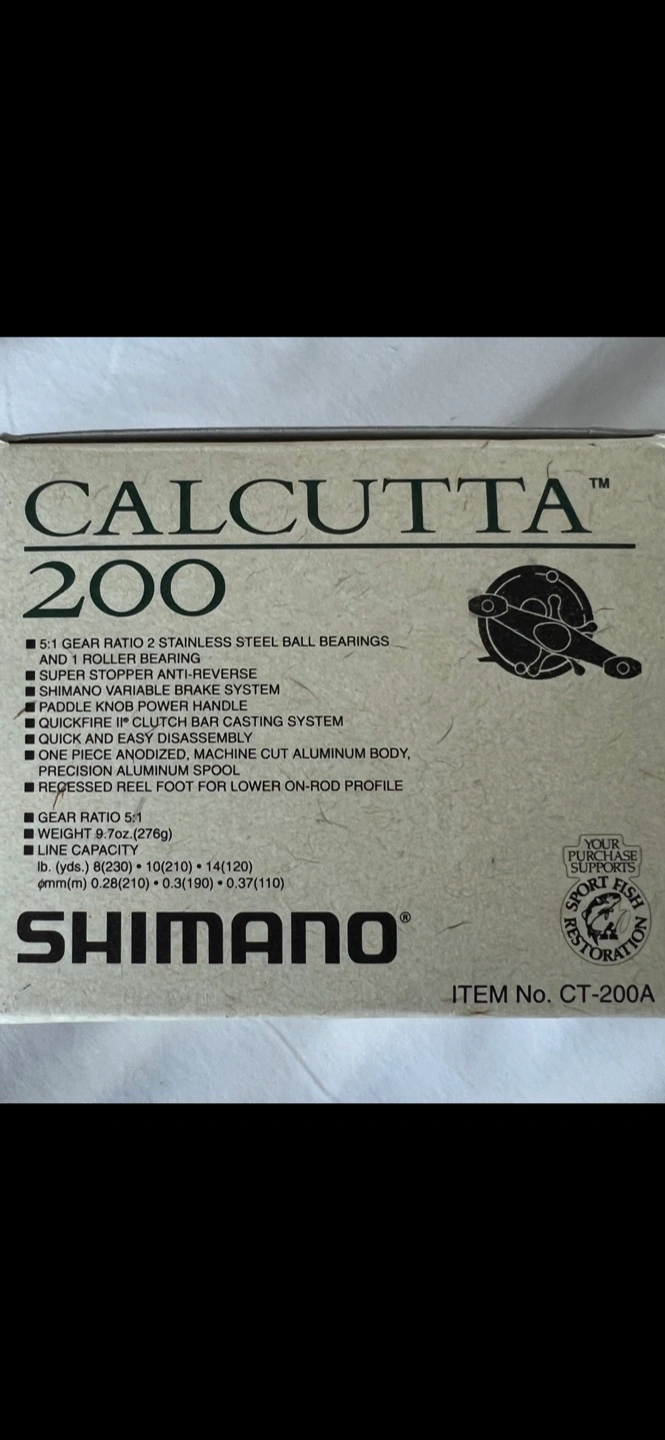 CALCUTTA™
200
■ 5:1 GEAR RATIO 2 STAINLESS STEEL BALL BEARINGS
AND 1 ROLLER BEARING
■ SUPER STOPPER ANTI-REVERSE
■ SHIMANO VARIABLE BRAKE SYSTEM
■ PADDLE KNOB POWER HANDLE
■ QUICKFIRE II® CLUTCH BAR CASTING SYSTEM
■ QUICK AND EASY DISASSEMBLY
■ ONE PIECE ANODIZED, MACHINE CUT ALUMINUM BODY,
PRECISION ALUMINUM SPOOL
■ RECESSED REEL FOOT FOR LOWER ON-ROD PROFILE
■ GEAR RATIO 5:1
■ WEIGHT 9.7oz.(276g)
■ LINE CAPACITY
lb. (yds.) 8(230) • 10(210) • 14(120)
ømm(m) 0.28(210) • 0.3(190) • 0.37(110)
YOUR
PURCHASE
SUPPORTS
SPORT FISH
RESTORATION
SHIMANO®
ITEM No. CT-200A